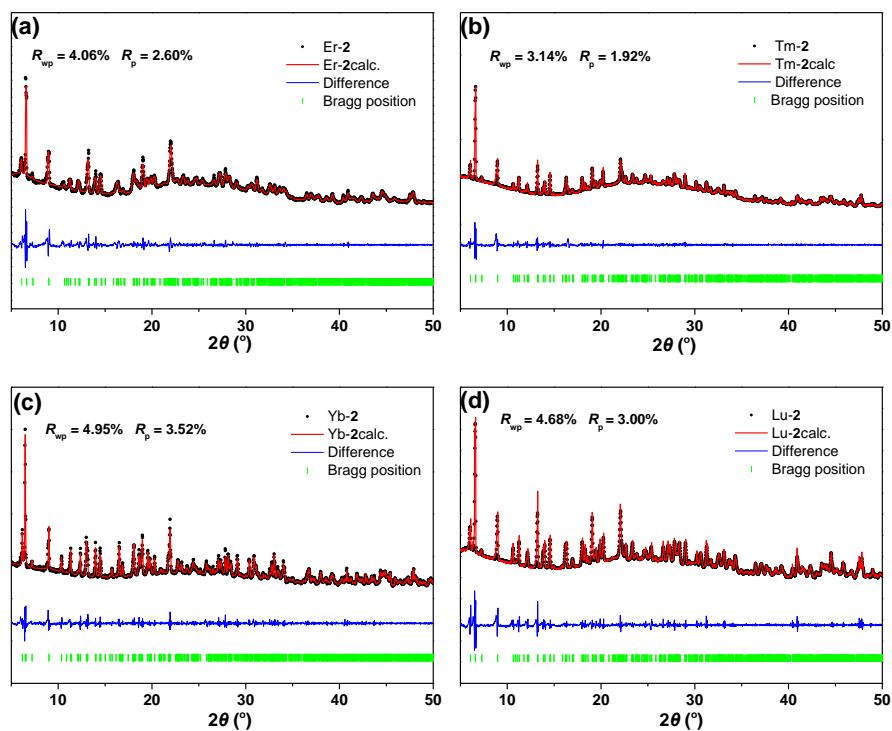 (a)
R_wp = 4.06% R_p = 2.60%
Er-2
Er-2calc.
Difference
Bragg position
10 20 30 40 50
2θ (°)
(b)
R_wp = 3.14% R_p = 1.92%
Tm-2
Tm-2calc
Difference
Bragg position
10 20 30 40 50
2θ (°)
(c)
R_wp = 4.95% R_p = 3.52%
Yb-2
Yb-2calc.
Difference
Bragg position
10 20 30 40 50
2θ (°)
(d)
R_wp = 4.68% R_p = 3.00%
Lu-2
Lu-2calc.
Difference
Bragg position
10 20 30 40 50
2θ (°)